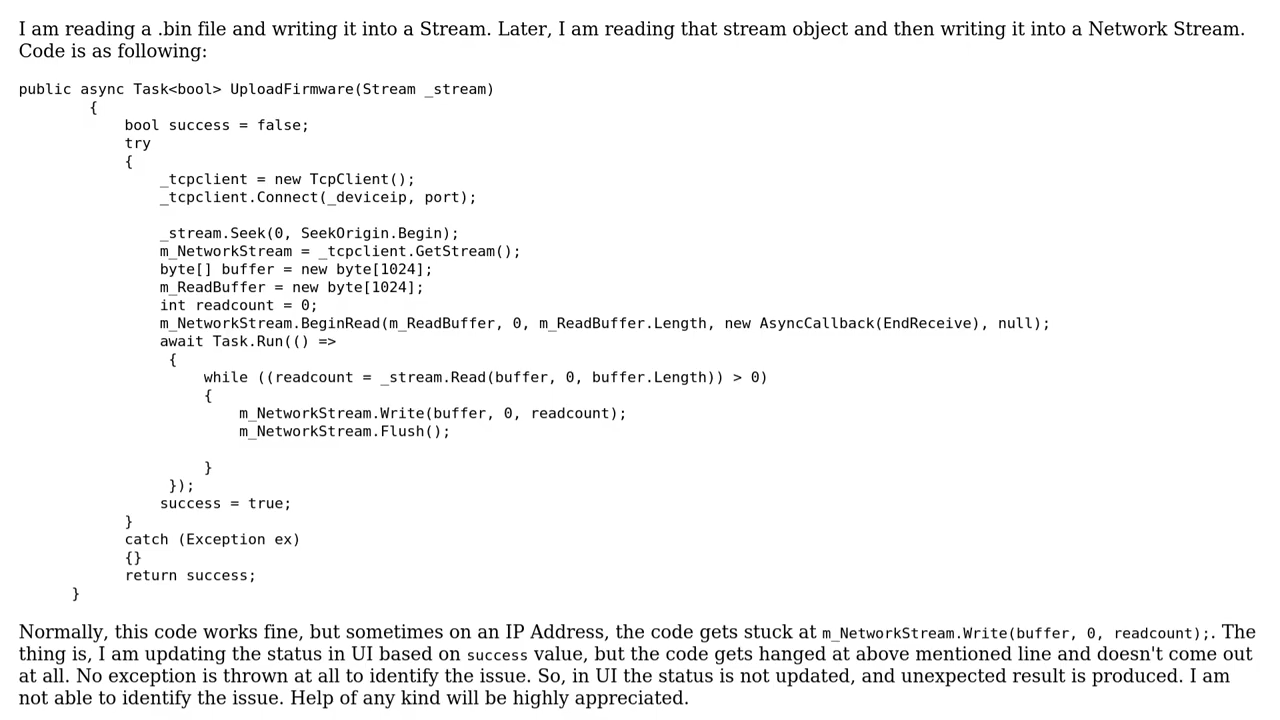 I am reading a .bin file and writing it into a Stream. Later, I am reading that stream object and then writing it into a Network Stream.
Code is as following:
public async Task<bool> UploadFirmware(Stream _stream)
{
bool success = false;
try
{
_tcpclient = new TcpClient();
_tcpclient.Connect(_deviceip, port);
_stream.Seek(0, SeekOrigin.Begin);
m_NetworkStream = _tcpclient.GetStream();
byte[] buffer = new byte[1024];
m_ReadBuffer = new byte[1024];
int readcount = 0;
m_NetworkStream.BeginRead(m_ReadBuffer, 0, m_ReadBuffer.Length, new AsyncCallback(EndReceive), null);
await Task.Run(() =>
{
while ((readcount = _stream.Read(buffer, 0, buffer.Length)) > 0)
{
m_NetworkStream.Write(buffer, 0, readcount);
m_NetworkStream.Flush();
}
});
success = true;
}
catch (Exception ex)
{}
return success;
}
Normally, this code works fine, but sometimes on an IP Address, the code gets stuck at m_NetworkStream.Write(buffer, 0, readcount);. The
thing is, I am updating the status in UI based on success value, but the code gets hanged at above mentioned line and doesn't come out
at all. No exception is thrown at all to identify the issue. So, in UI the status is not updated, and unexpected result is produced. I am
not able to identify the issue. Help of any kind will be highly appreciated.